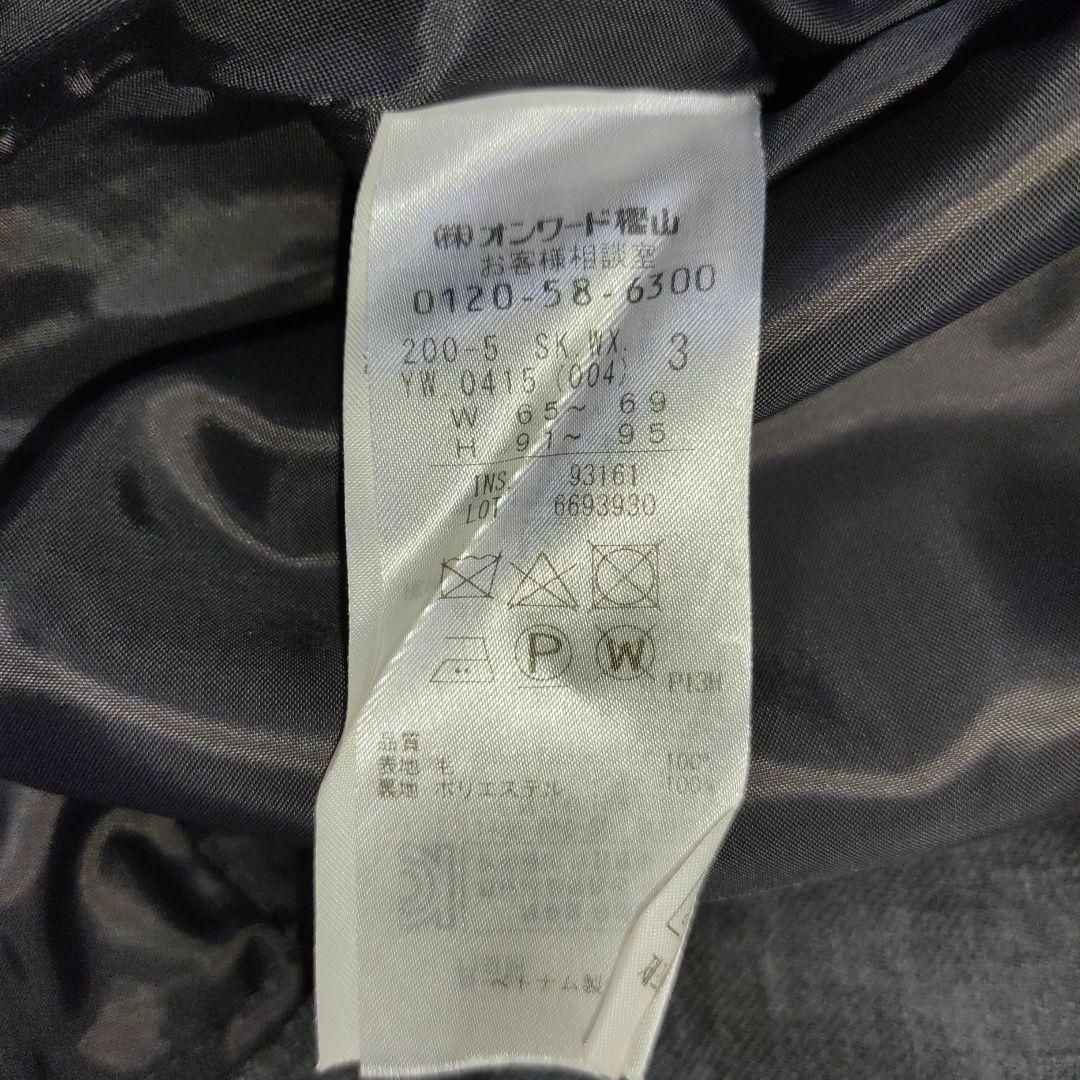 (株)オンワード樫山
お客様相談室
0120-58-6300
200-5 SK.WX. 3
YW.0415(004)
W 65~ 69
H 91~ 95
INS. 93161
LOT 6693930
P W
P13H
品質
表地 毛 100%
裏地 ポリエステル 100%
ベトナム製